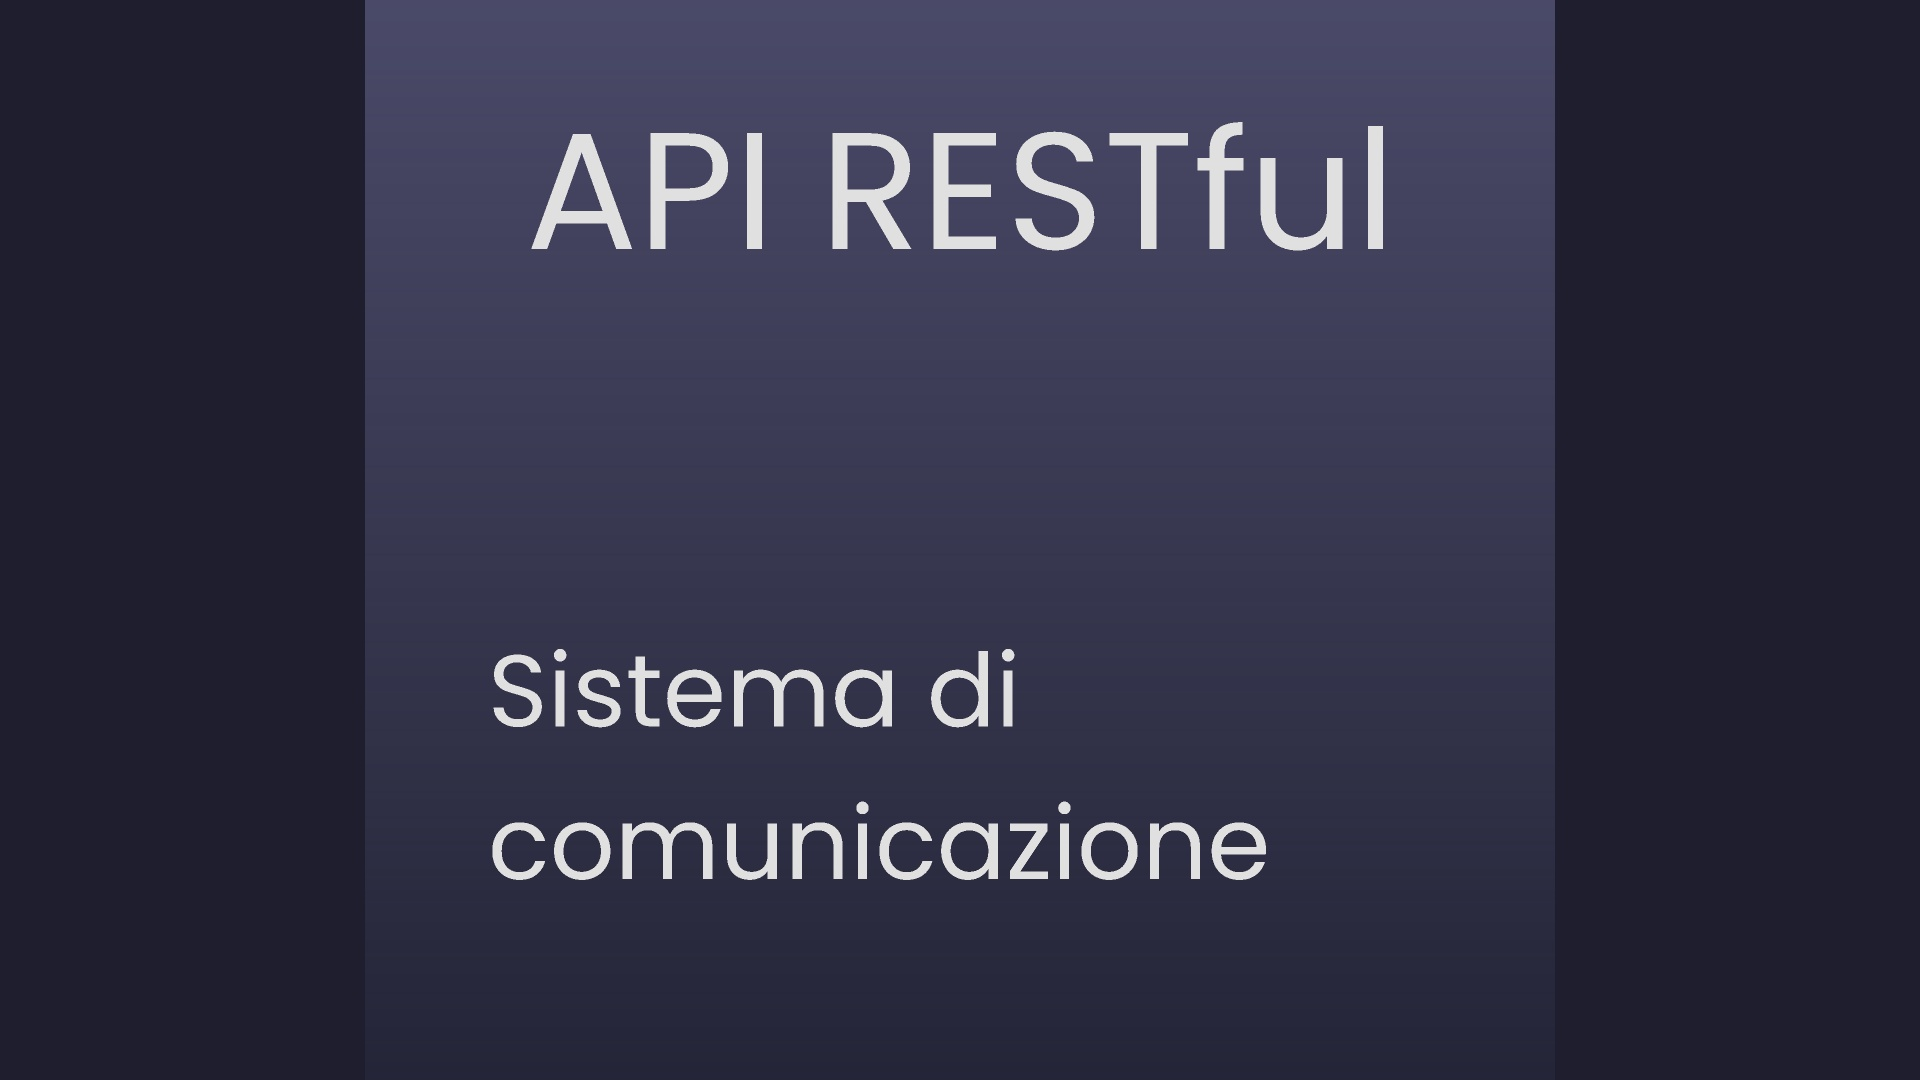 API RESTful
Sistema di
comunicazione